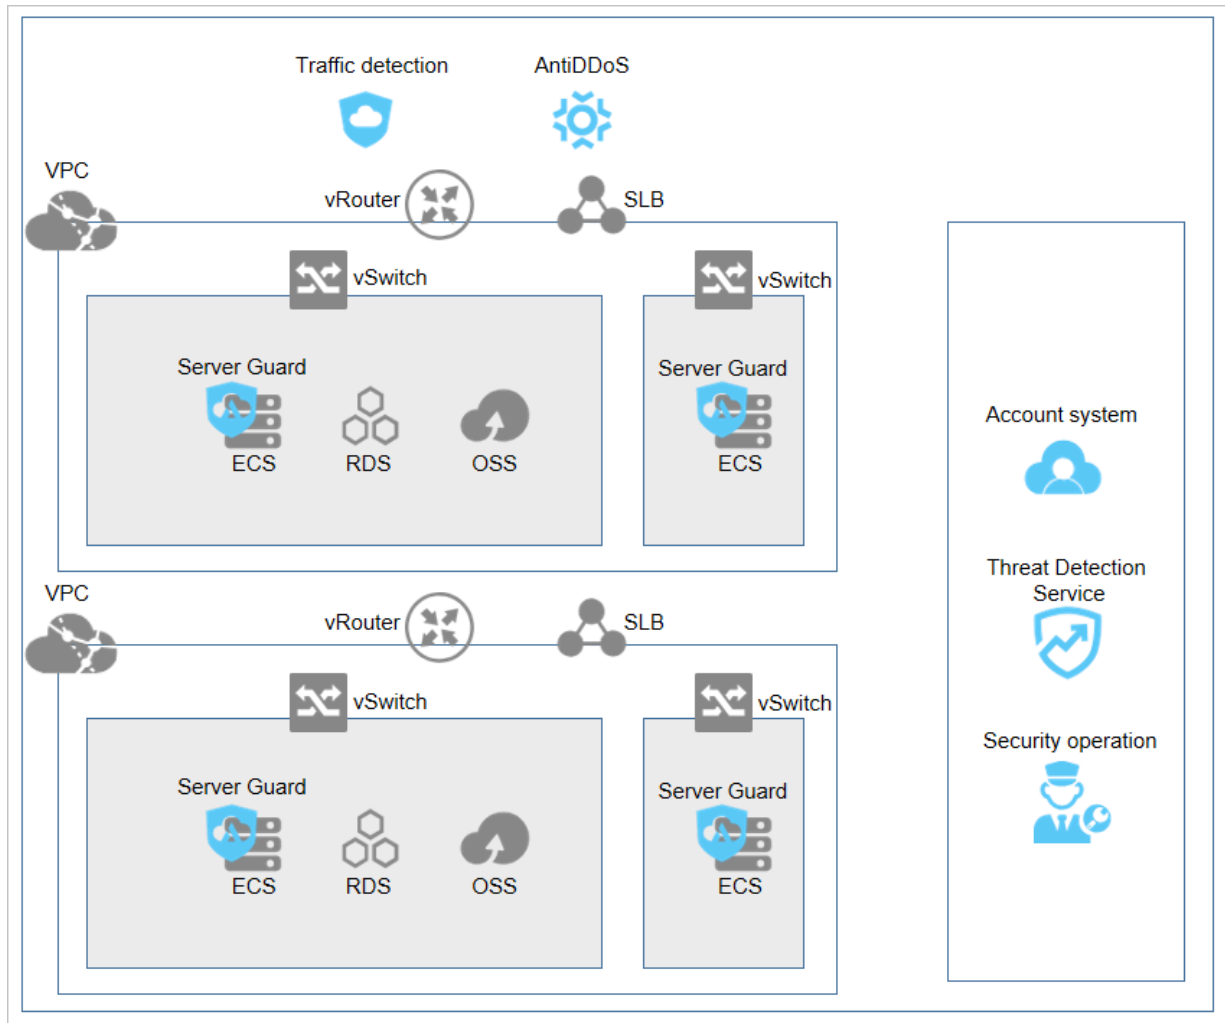 Traffic detection
AntiDDoS
VPC
vRouter
SLB
vSwitch
vSwitch
Server Guard
ECS
RDS
OSS
Server Guard
ECS
VPC
vRouter
SLB
vSwitch
vSwitch
Server Guard
ECS
RDS
OSS
Server Guard
ECS
Account system
Threat Detection
Service
Security operation